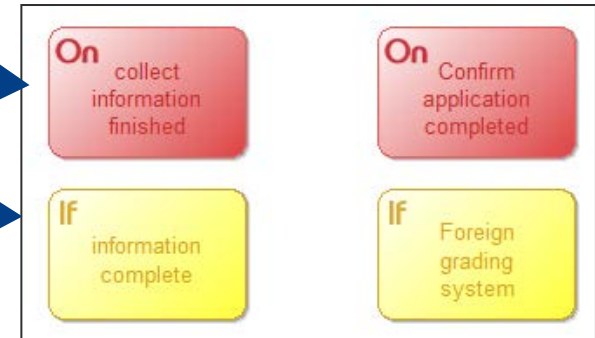 On
collect
information
finished
On
Confirm
application
completed
If
information
complete
If
Foreign
grading
system